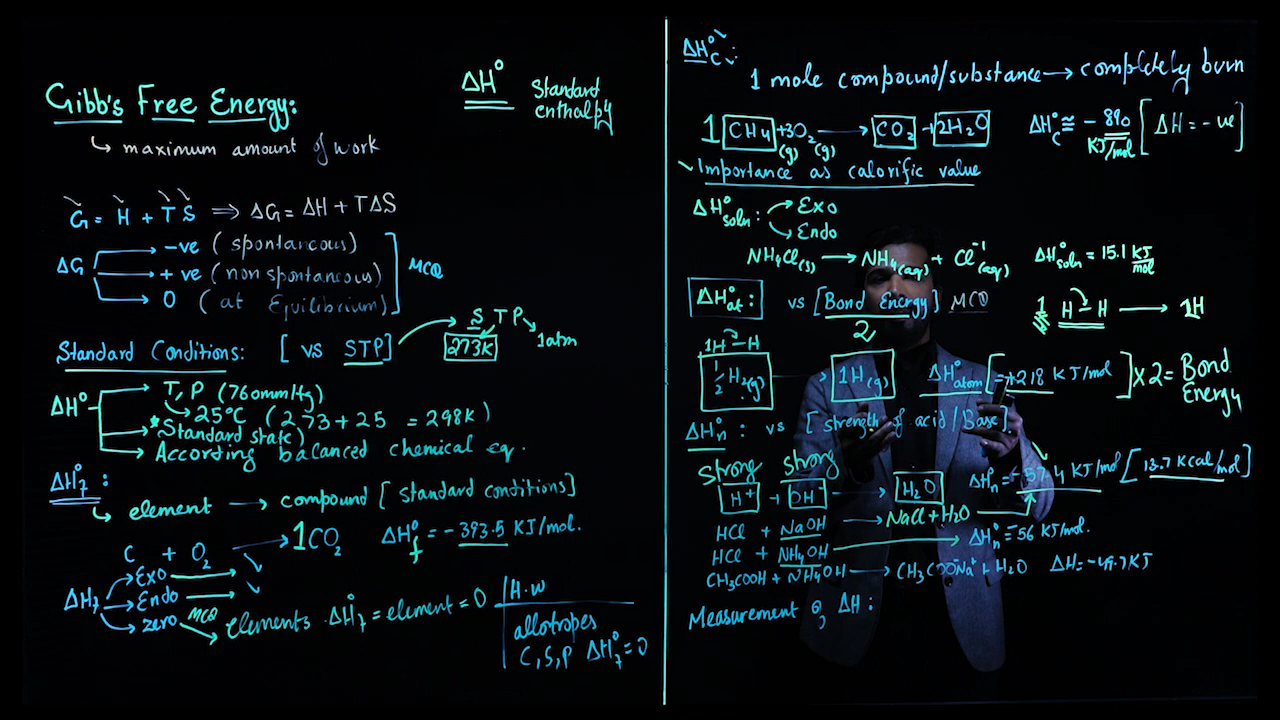 Gibb's Free Energy:
ΔH° Standard enthalpy
↳ maximum amount of work
G = H + T S ⇒ ΔG = ΔH + TΔS
ΔG → -ve (spontaneous)
→ +ve (non spontaneous) MCQ
→ 0 (at Equilibrium)
Standard Conditions: [vs STP] → S T P → 1atm
273K
ΔH° → T, P (760mmHg)
→ 25°C (273+25 = 298K)
→ *Standard state)
→ According balanced chemical eq.
ΔH°f :
↳ element → compound [Standard conditions]
C + O₂ → 1CO₂ ΔH°f = -393.5 KJ/mol.
ΔHf → Exo →
→ Endo →
→ zero MCQ → elements. ΔH°f = element = 0
H.W
allotropes
C, S, P ΔH°f = 0
ΔH°c :
1 mole compound/substance → completely burn
1 CH₄(g) + 3O₂(g) → CO₂ + 2H₂O ΔH°c ≅ -890 KJ/mol [ΔH = -ve]
Importance as calorific value
ΔH°soln: → Exo
→ Endo
NH₄Cl(s) → NH₄(aq) + Cl⁻¹(aq) ΔH°soln = 15.1 KJ/mol
ΔH°at: vs [Bond Energy] MCQ 1 H-H → 1H
2
1H-H
1/2 H₂(g) → 1H(g) ΔH°atom [=+218 KJ/mol] x 2 = Bond Energy
ΔH°n : vs [strength of acid/Base].
Strong Strong
H⁺ + OH⁻ → H₂O ΔH°n = -57.4 KJ/mol [13.7 Kcal/mol]
HCl + NaOH → NaCl + H₂O
HCl + NH₄OH → ΔH°n = 56 KJ/mol.
CH₃COOH + NH₄OH → CH₃COO⁻Na⁺ + H₂O ΔH = -49.7KJ
Measurement of ΔH :